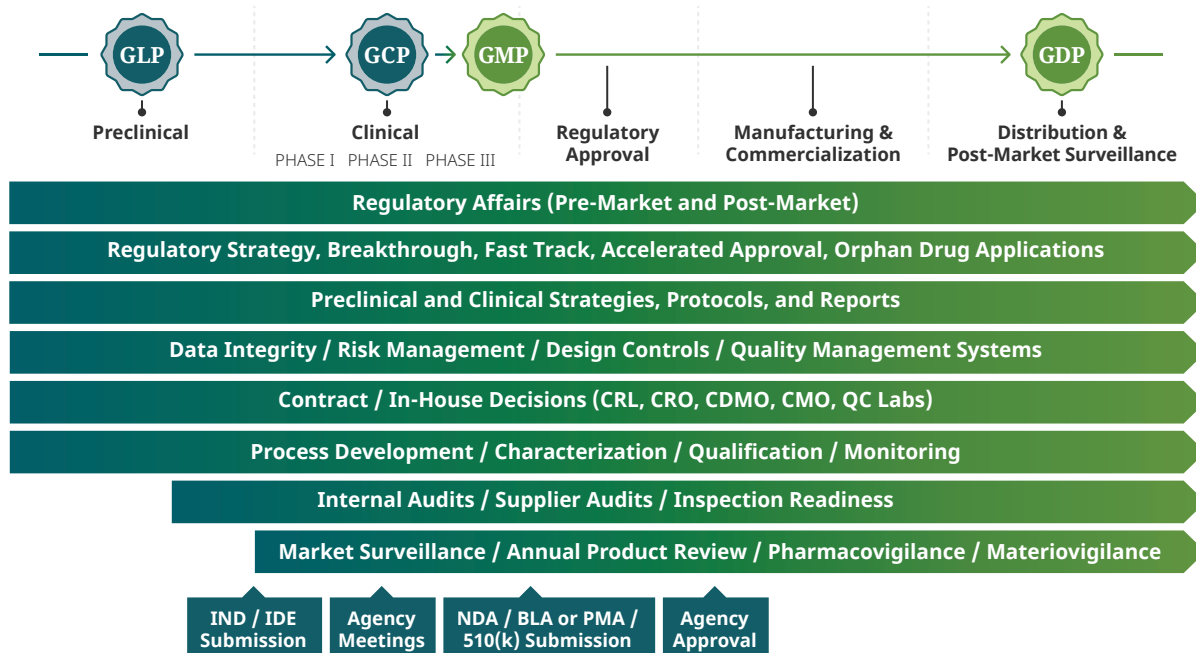 GLP
GCP
GMP
GDP
Preclinical
Clinical
PHASE I PHASE II PHASE III
Regulatory
Approval
Manufacturing &
Commercialization
Distribution &
Post-Market Surveillance
Regulatory Affairs (Pre-Market and Post-Market)
Regulatory Strategy, Breakthrough, Fast Track, Accelerated Approval, Orphan Drug Applications
Preclinical and Clinical Strategies, Protocols, and Reports
Data Integrity / Risk Management / Design Controls / Quality Management Systems
Contract / In-House Decisions (CRL, CRO, CDMO, CMO, QC Labs)
Process Development / Characterization / Qualification / Monitoring
Internal Audits / Supplier Audits / Inspection Readiness
Market Surveillance / Annual Product Review / Pharmacovigilance / Materiovigilance
IND / IDE
Submission
Agency
Meetings
NDA / BLA or PMA /
510(k) Submission
Agency
Approval